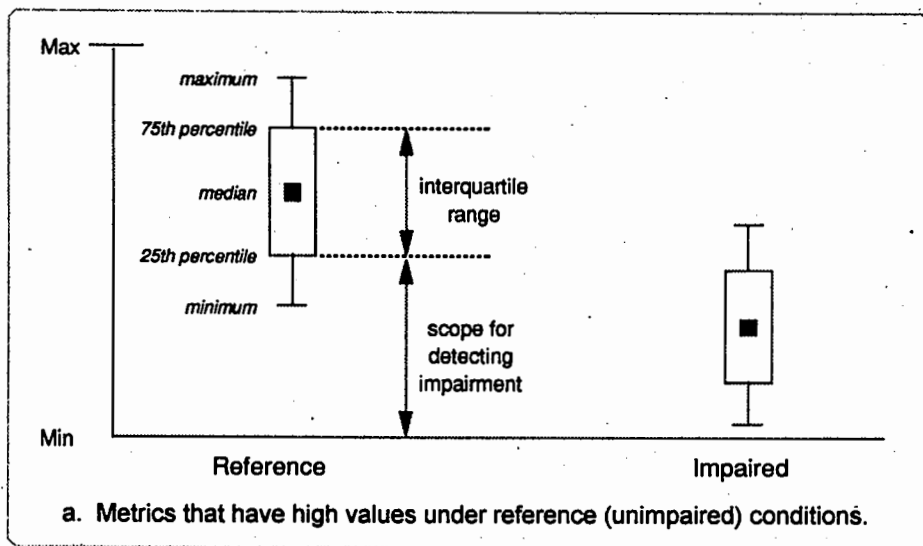 Max
maximum
75th percentile
median
25th percentile
minimum
interquartile
range
scope for
detecting
impairment
Min
Reference
Impaired
a. Metrics that have high values under reference (unimpaired) conditions.